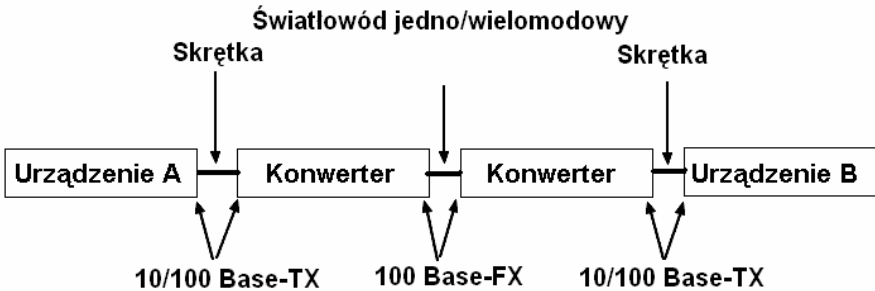 Światłowód jedno/wielomodowy
Skrętka
Skrętka
Urządzenie A
Konwerter
Konwerter
Urządzenie B
10/100 Base-TX
100 Base-FX
10/100 Base-TX